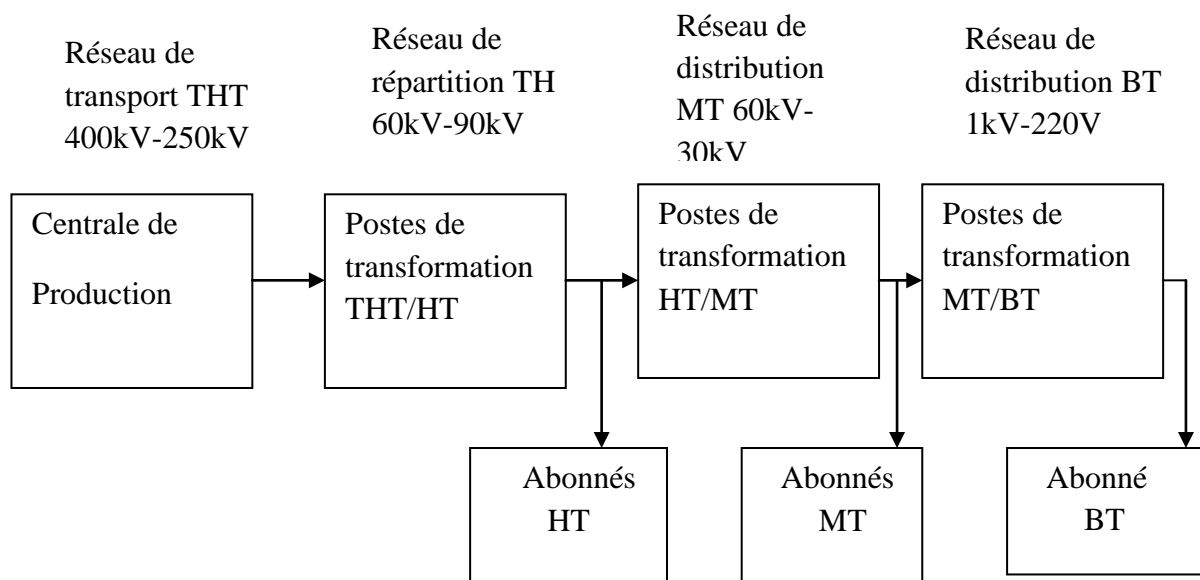 Réseau de
transport THT
400kV-250kV
Réseau de
répartition TH
60kV-90kV
Réseau de
distribution
MT 60kV-
30kV
Réseau de
distribution BT
1kV-220V
Centrale de
Production
Postes de
transformation
THT/HT
Postes de
transformation
HT/MT
Postes de
transformation
MT/BT
Abonnés
HT
Abonnés
MT
Abonné
BT